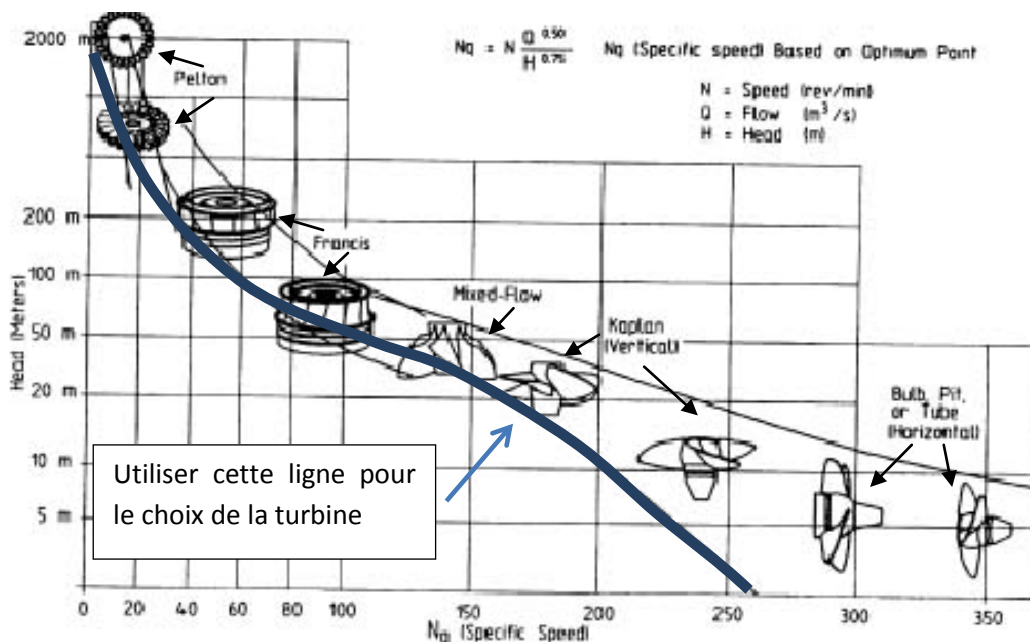 2000 m
Nq = N Q 0.50 / H 0.75 Nq (Specific speed) Based on Optimum Point
N = Speed (rev/min)
Q = Flow (m³/s)
H = Head (m)
Pelton
200 m
Francis
100 m
Head (Meters)
Mixed-Flow
50 m
Kaplan
(Vertical)
20 m
Bulb, Pit,
or Tube
(Horizontal)
10 m
5 m
Utiliser cette ligne pour
le choix de la turbine
0 20 40 60 80 100 150 200 250 300 350
(Specific Speed)